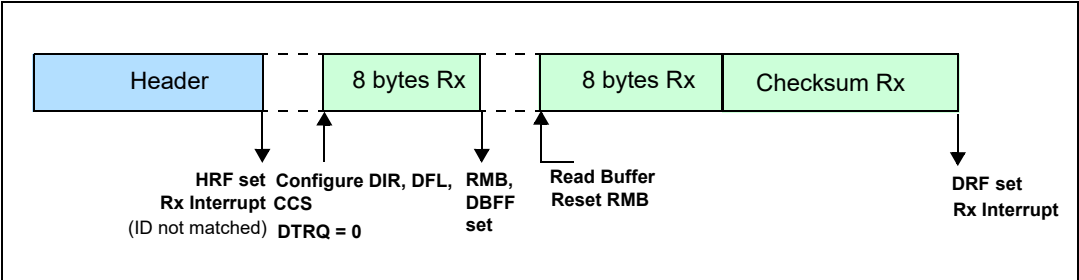 Header
8 bytes Rx
8 bytes Rx
Checksum Rx
HRF set
Rx Interrupt
(ID not matched)
Configure DIR, DFL,
CCS
DTRQ = 0
RMB,
DBFF
set
Read Buffer
Reset RMB
DRF set
Rx Interrupt